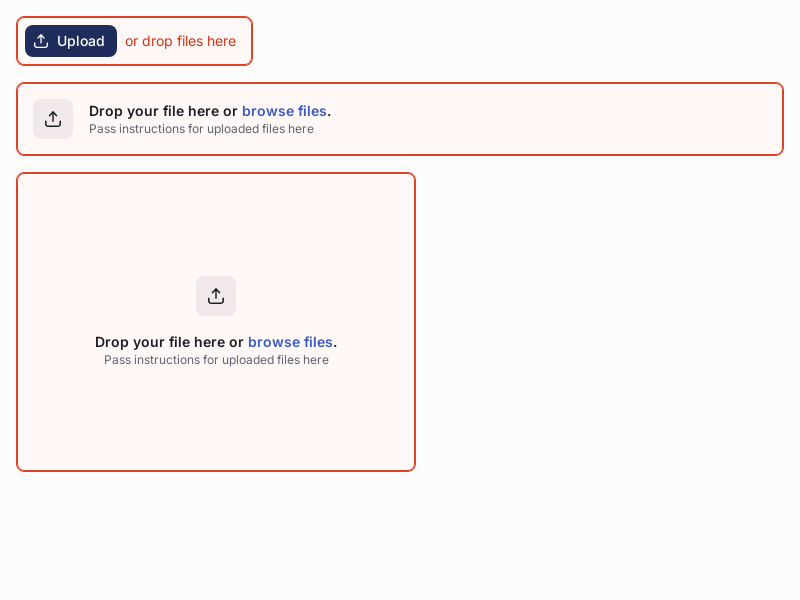 Upload or drop files here
Drop your file here or browse files.
Pass instructions for uploaded files here
Drop your file here or browse files.
Pass instructions for uploaded files here